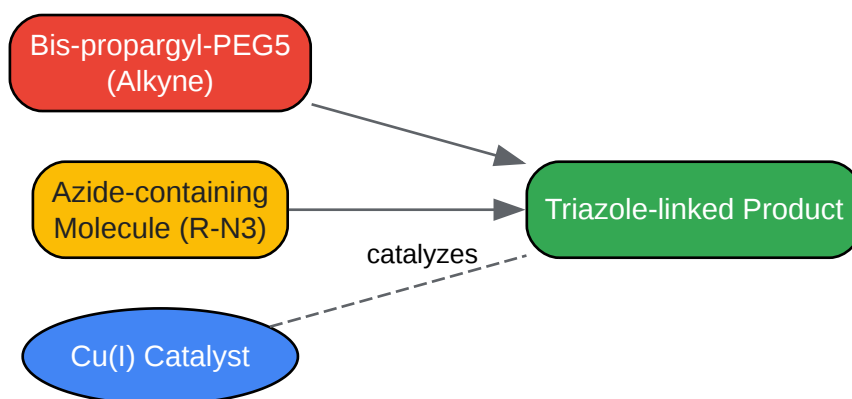 Bis-propargyl-PEG5
(Alkyne)
Azide-containing
Molecule (R-N3)
Triazole-linked Product
catalyzes
Cu(I) Catalyst